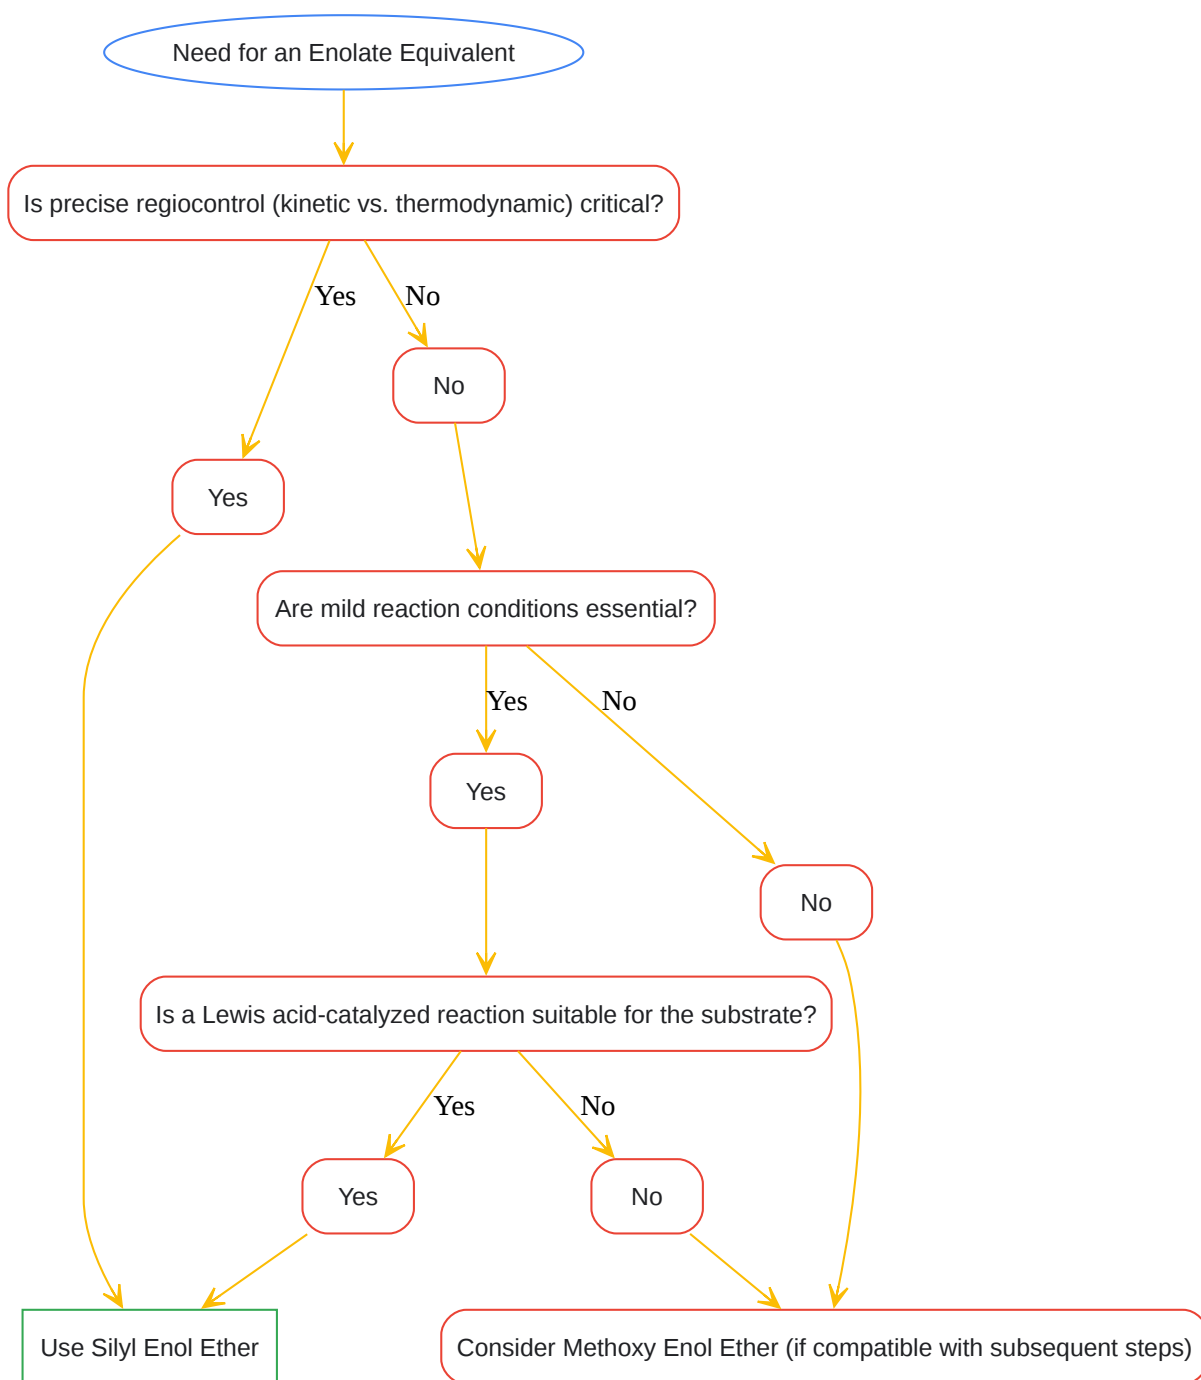 Need for an Enolate Equivalent
Is precise regiocontrol (kinetic vs. thermodynamic) critical?
Yes
No
No
Yes
Are mild reaction conditions essential?
Yes
No
Yes
No
Is a Lewis acid-catalyzed reaction suitable for the substrate?
Yes
No
Yes
No
Use Silyl Enol Ether
Consider Methoxy Enol Ether (if compatible with subsequent steps)